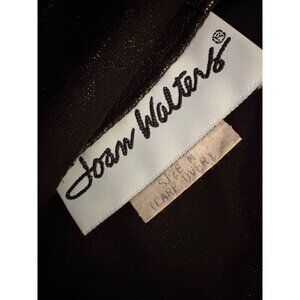 Joan Walters®
SIZE M
(CARE OVER)